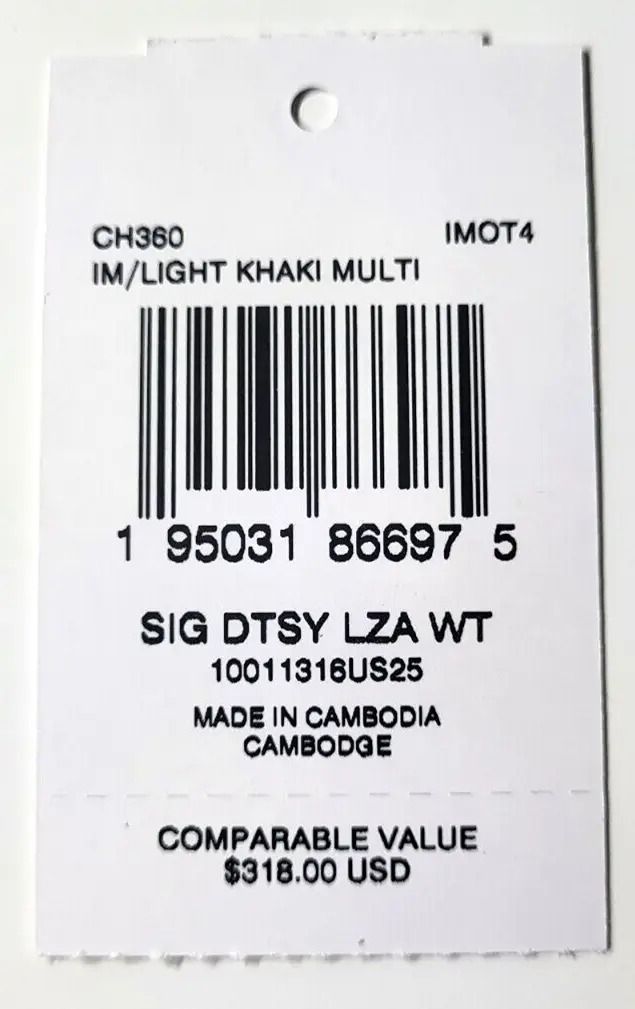 CH360 IMOT4
IM/LIGHT KHAKI MULTI
1 95031 86697 5
SIG DTSY LZA WT
10011316US25
MADE IN CAMBODIA
CAMBODGE
COMPARABLE VALUE
$318.00 USD